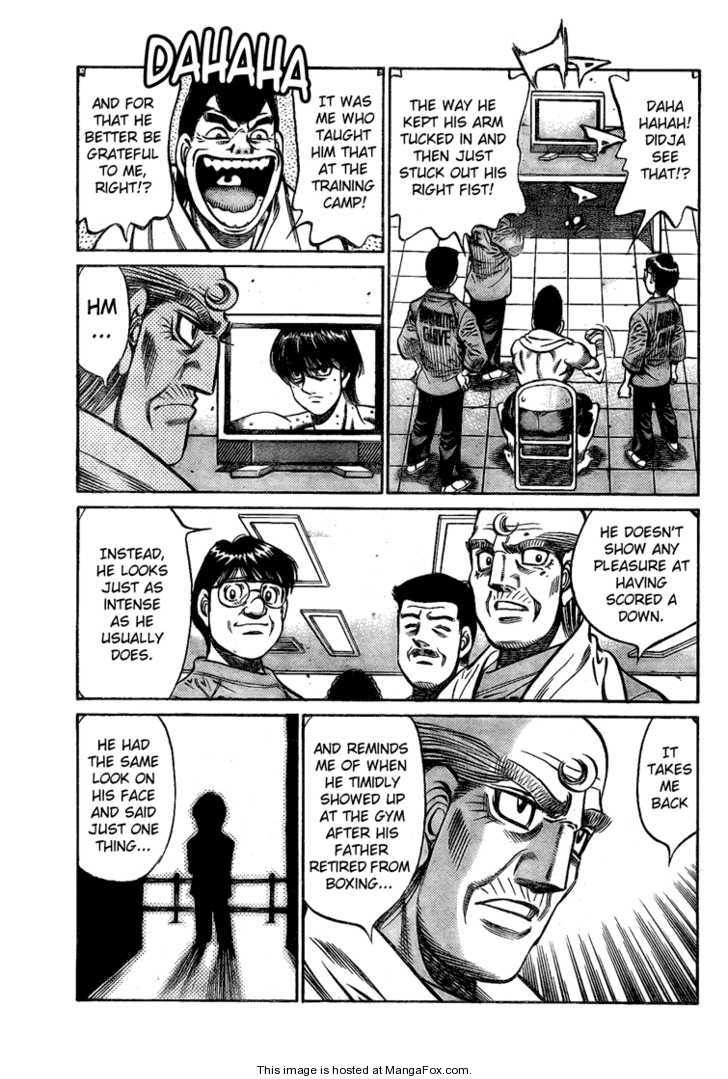 DAHA
HAHAH!
DIDJA
SEE
THAT!?
THE WAY HE
KEPT HIS ARM
TUCKED IN AND
THEN JUST
STUCK OUT HIS
RIGHT FIST!
DAHAHA
IT WAS
ME WHO
TAUGHT
HIM THAT
AT THE
TRAINING
CAMP!
AND FOR
THAT HE
BETTER BE
GRATEFUL
TO ME,
RIGHT!?
HM
...
HE DOESN'T
SHOW ANY
PLEASURE AT
HAVING
SCORED A
DOWN.
INSTEAD,
HE LOOKS
JUST AS
INTENSE
AS HE
USUALLY
DOES.
IT
TAKES
ME
BACK
AND REMINDS
ME OF WHEN
HE TIMIDLY
SHOWED UP
AT THE GYM
AFTER HIS
FATHER
RETIRED FROM
BOXING...
HE HAD
THE SAME
LOOK ON
HIS FACE
AND SAID
JUST ONE
THING...
This image is hosted at MangaFox.com.